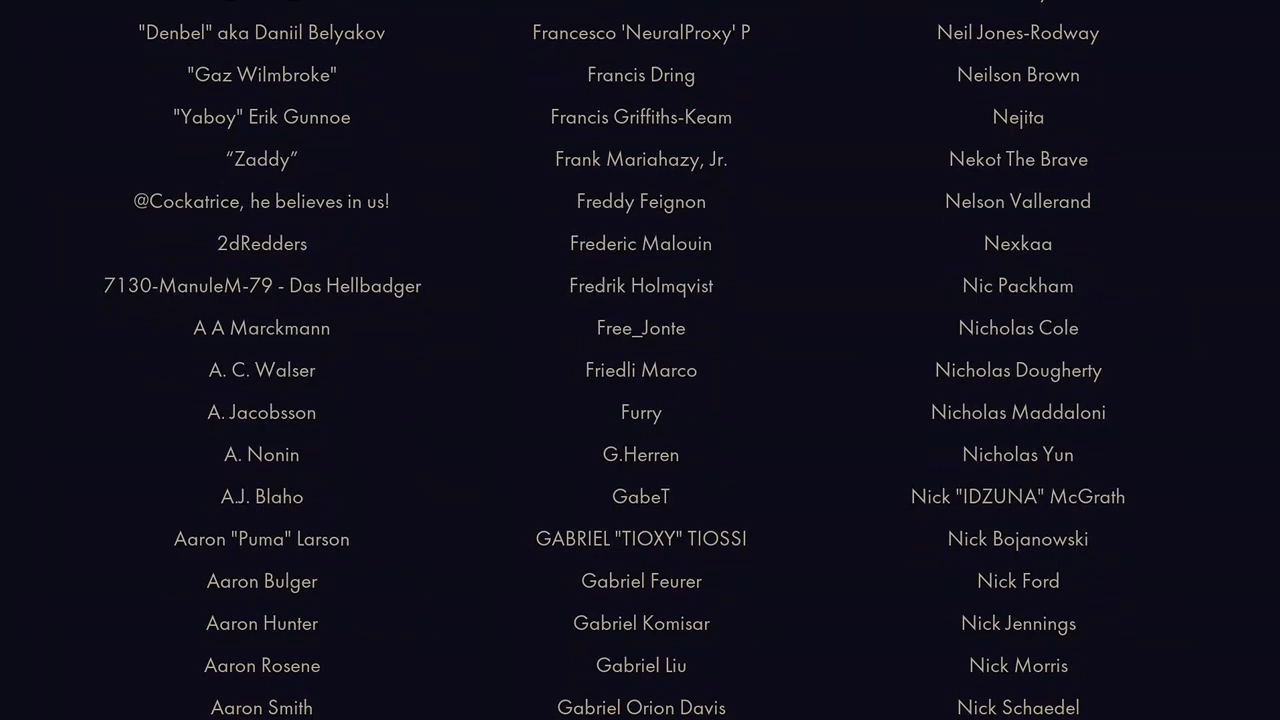 "Denbel" aka Daniil Belyakov
"Gaz Wilmbroke"
"Yaboy" Erik Gunnoe
“Zaddy”
@Cockatrice, he believes in us!
2dRedders
7130-ManuleM-79 - Das Hellbadger
A A Marckmann
A. C. Walser
A. Jacobsson
A. Nonin
A.J. Blaho
Aaron "Puma" Larson
Aaron Bulger
Aaron Hunter
Aaron Rosene
Aaron Smith
Francesco 'NeuralProxy' P
Francis Dring
Francis Griffiths-Keam
Frank Mariahazy, Jr.
Freddy Feignon
Frederic Malouin
Fredrik Holmqvist
Free_Jonte
Friedli Marco
Furry
G.Herren
GabeT
GABRIEL "TIOXY" TIOSSI
Gabriel Feurer
Gabriel Komisar
Gabriel Liu
Gabriel Orion Davis
Neil Jones-Rodway
Neilson Brown
Nejita
Nekot The Brave
Nelson Vallerand
Nexkaa
Nic Packham
Nicholas Cole
Nicholas Dougherty
Nicholas Maddaloni
Nicholas Yun
Nick "IDZUNA" McGrath
Nick Bojanowski
Nick Ford
Nick Jennings
Nick Morris
Nick Schaedel